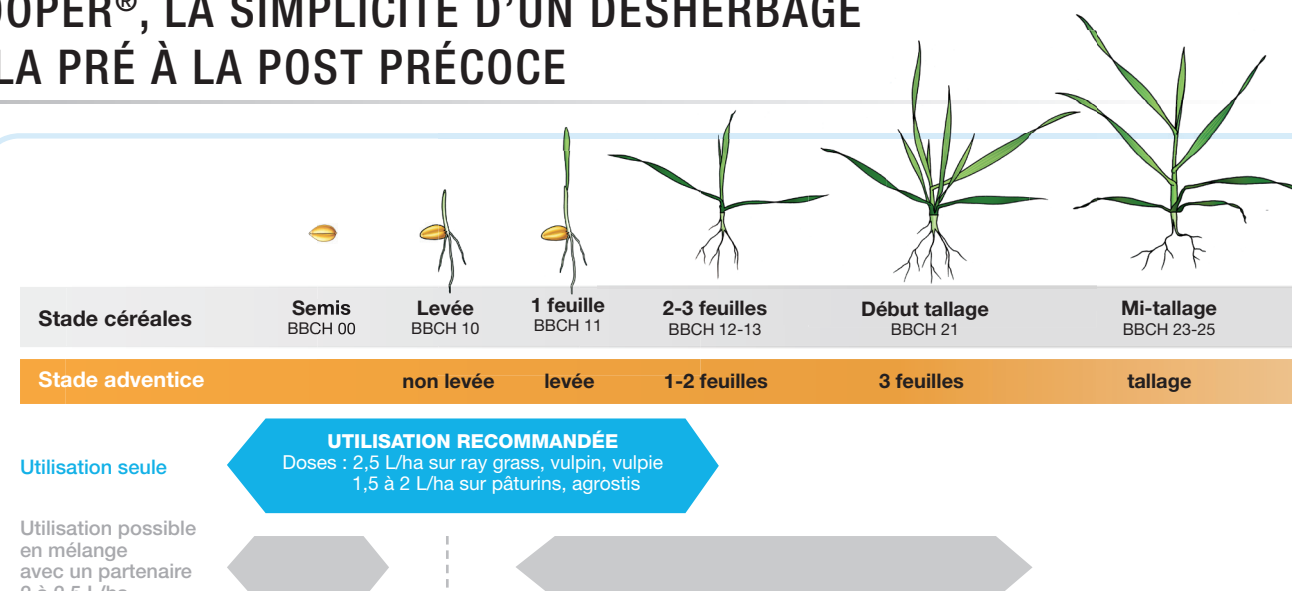 OOPER®, LA SIMPLICITÉ D'UN DÉSHERBAGE
LA PRÉ À LA POST PRÉCOCE
Stade céréales
Semis
BBCH 00
Levée
BBCH 10
1 feuille
BBCH 11
2-3 feuilles
BBCH 12-13
Début tallage
BBCH 21
Mi-tallage
BBCH 23-25
Stade adventice
non levée
levée
1-2 feuilles
3 feuilles
tallage
Utilisation seule
UTILISATION RECOMMANDÉE
Doses : 2,5 L/ha sur ray grass, vulpin, vulpie
1,5 à 2 L/ha sur pâturins, agrostis
Utilisation possible
en mélange
avec un partenaire